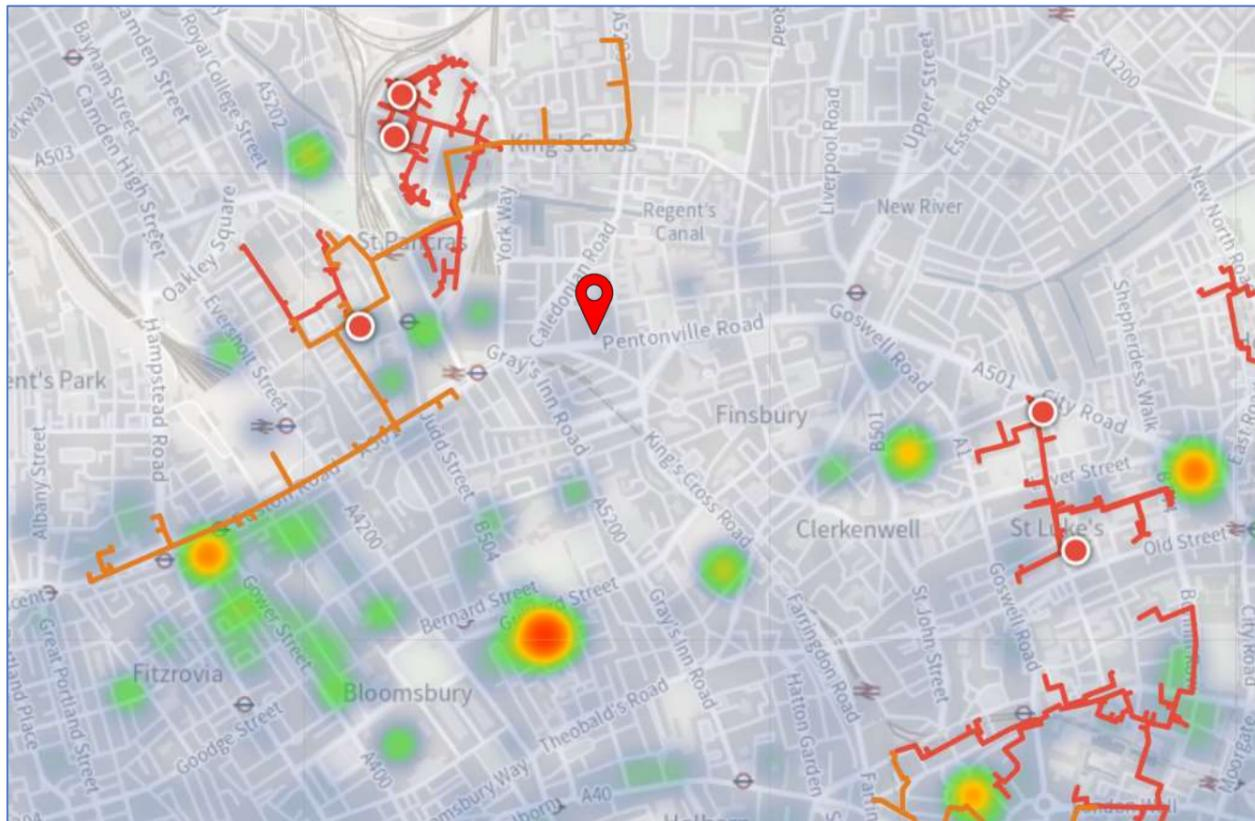 Bayham Street
Camden Street
Royal College Street
A5202
Camden High Street
A503
Liverpool Road
Upper Street
Essex Road
A1200
King's Cross
York Way
Regent's
Canal
New River
Oakley Square
St Pancras
Caledonian Road
Eversholt Street
Hampstead Road
Pentonville Road
Goswell Road
Shepherdess Walk
A501
City Road
Gray's Inn Road
Judd Street
Finsbury
King's Cross Road
B501
A1
Albany Street
A4200
B504
A5200
Clerkenwell
St Luke's
Old Street
Gower Street
Bernard Street
Gray's Inn Road
Farringdon Road
St John Street
Goswell Road
Great Portland Street
Fitzrovia
Bloomsbury
Goodge Street
Theobald's Road
Hatton Garden
A400
A40